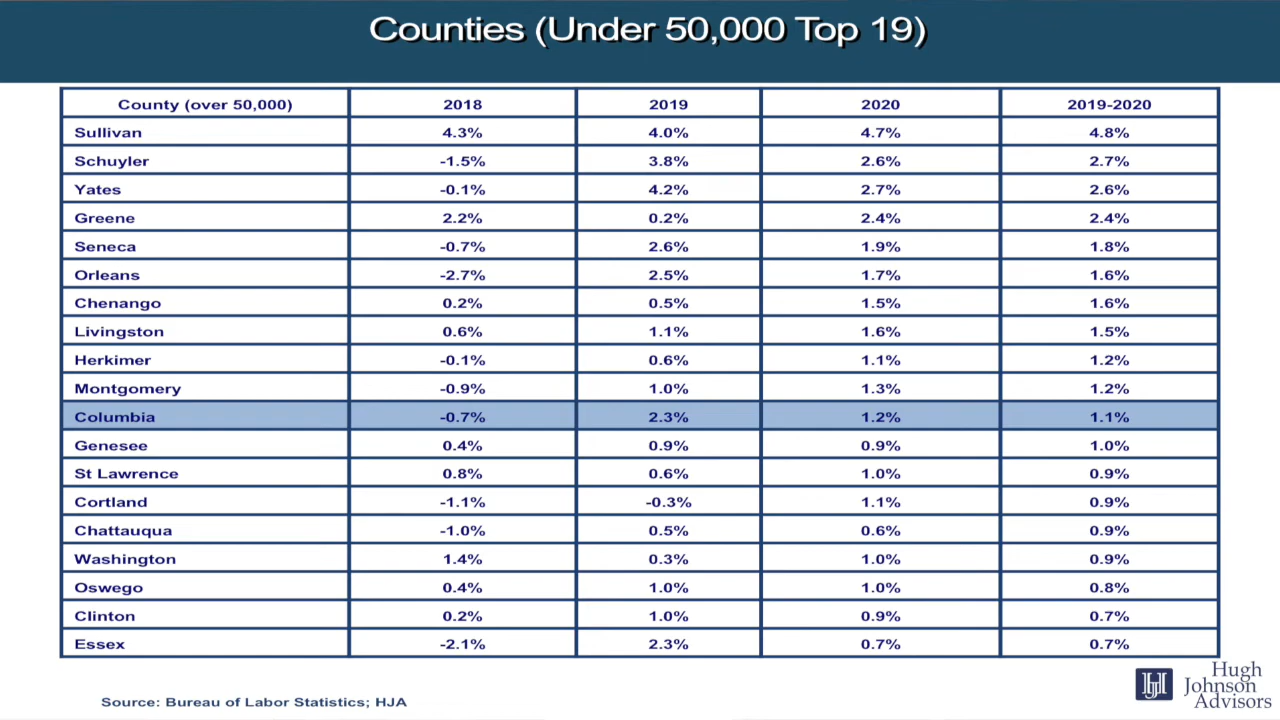 Counties (Under 50,000 Top 19)
County (over 50,000) 2018 2019 2020 2019-2020
Sullivan 4.3% 4.0% 4.7% 4.8%
Schuyler -1.5% 3.8% 2.6% 2.7%
Yates -0.1% 4.2% 2.7% 2.6%
Greene 2.2% 0.2% 2.4% 2.4%
Seneca -0.7% 2.6% 1.9% 1.8%
Orleans -2.7% 2.5% 1.7% 1.6%
Chenango 0.2% 0.5% 1.5% 1.6%
Livingston 0.6% 1.1% 1.6% 1.5%
Herkimer -0.1% 0.6% 1.1% 1.2%
Montgomery -0.9% 1.0% 1.3% 1.2%
Columbia -0.7% 2.3% 1.2% 1.1%
Genesee 0.4% 0.9% 0.9% 1.0%
St Lawrence 0.8% 0.6% 1.0% 0.9%
Cortland -1.1% -0.3% 1.1% 0.9%
Chattauqua -1.0% 0.5% 0.6% 0.9%
Washington 1.4% 0.3% 1.0% 0.9%
Oswego 0.4% 1.0% 1.0% 0.8%
Clinton 0.2% 1.0% 0.9% 0.7%
Essex -2.1% 2.3% 0.7% 0.7%
Source: Bureau of Labor Statistics; HJA
HJA
Hugh
Johnson
Advisors